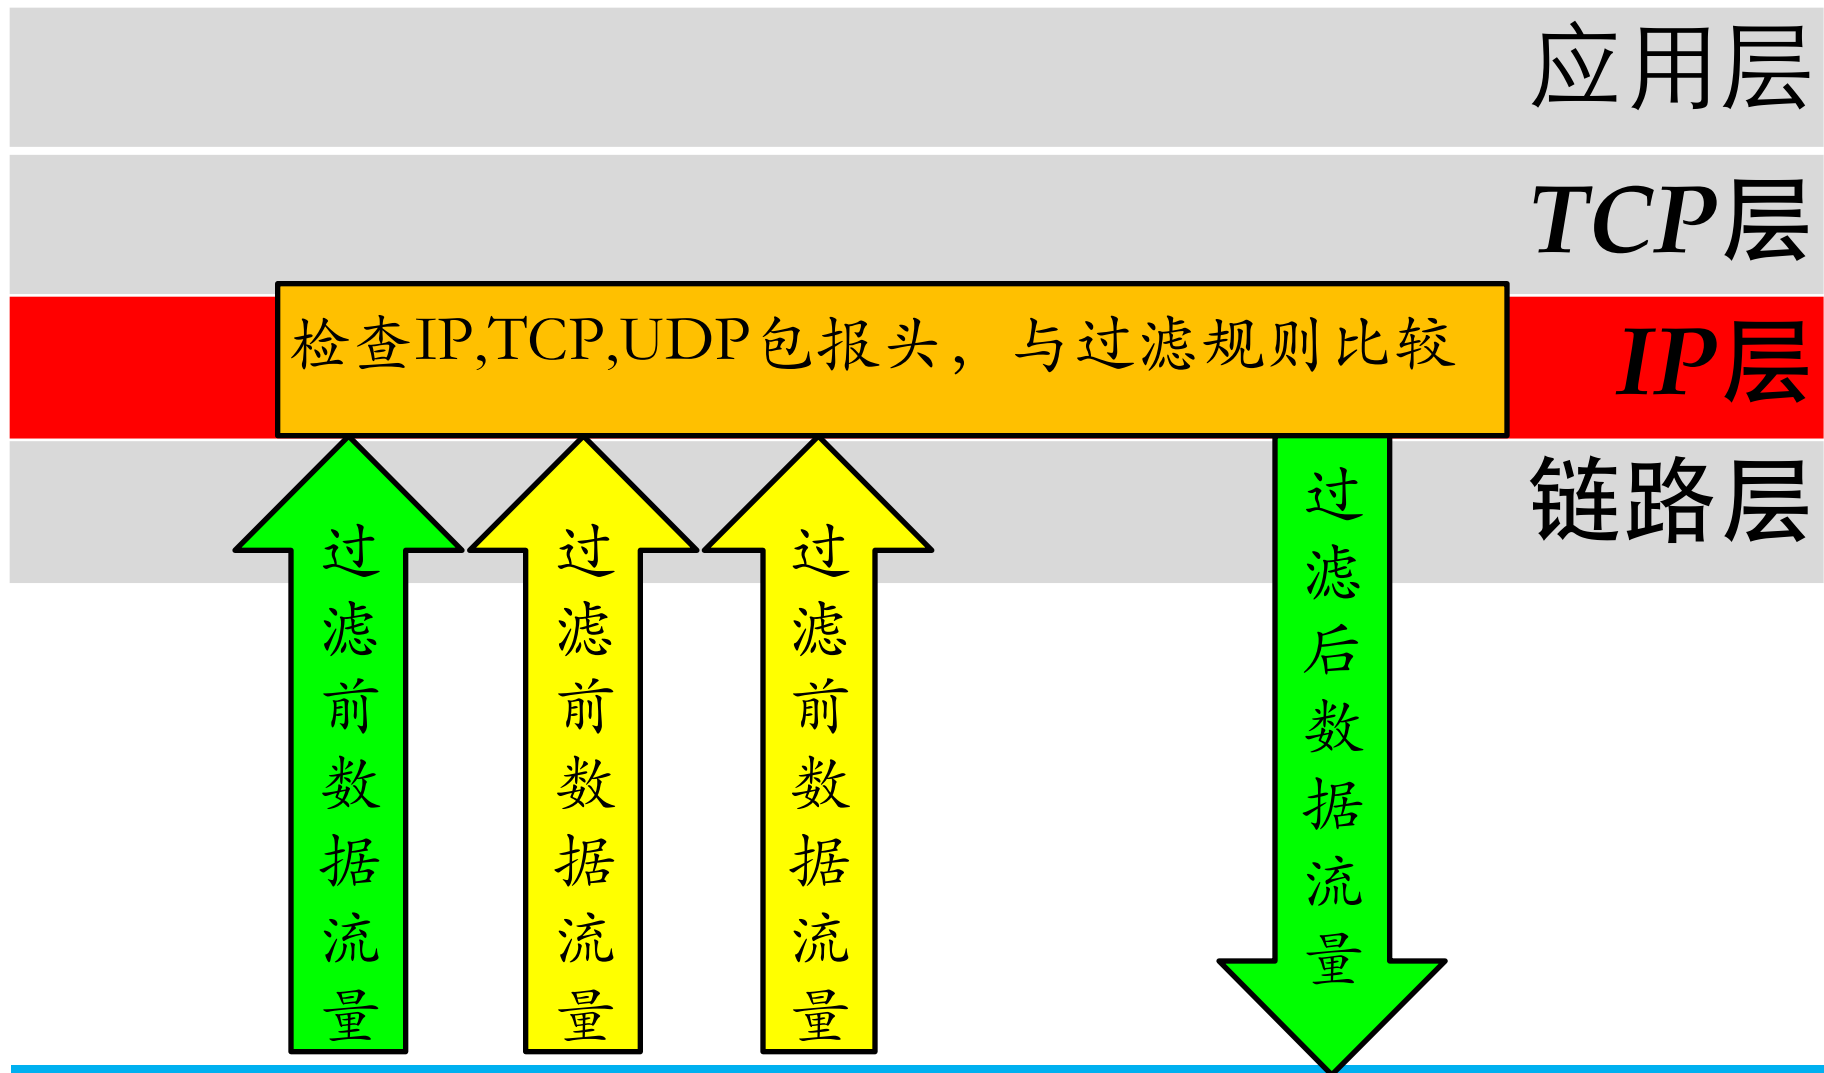 应用层
TCP层
检查IP,TCP,UDP包报头，与过滤规则比较
IP层
链路层
过滤前数据流量
过滤前数据流量
过滤前数据流量
过滤后数据流量